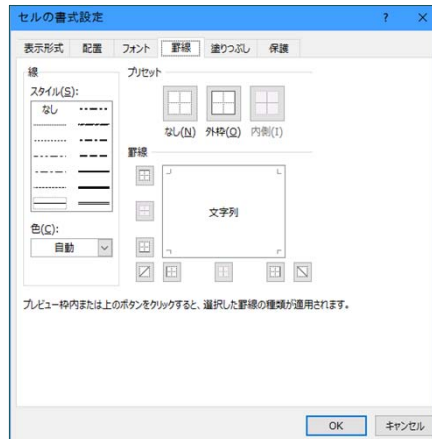 セルの書式設定 ? ×
表示形式 配置 フォント 罫線 塗りつぶし 保護
線 プリセット
スタイル(S):
なし
なし(N) 外枠(O) 内側(I)
罫線
文字列
色(C):
自動
プレビュー枠内または上のボタンをクリックすると、選択した罫線の種類が適用されます。
OK キャンセル